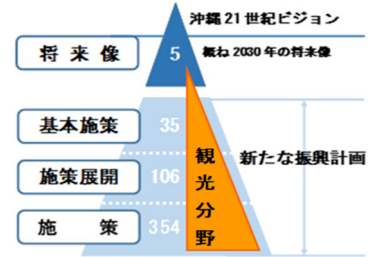 沖縄21世紀ビジョン
将来像
5
概ね2030年の将来像
基本施策
35
施策展開
106
施策
354
観光分野
新たな振興計画